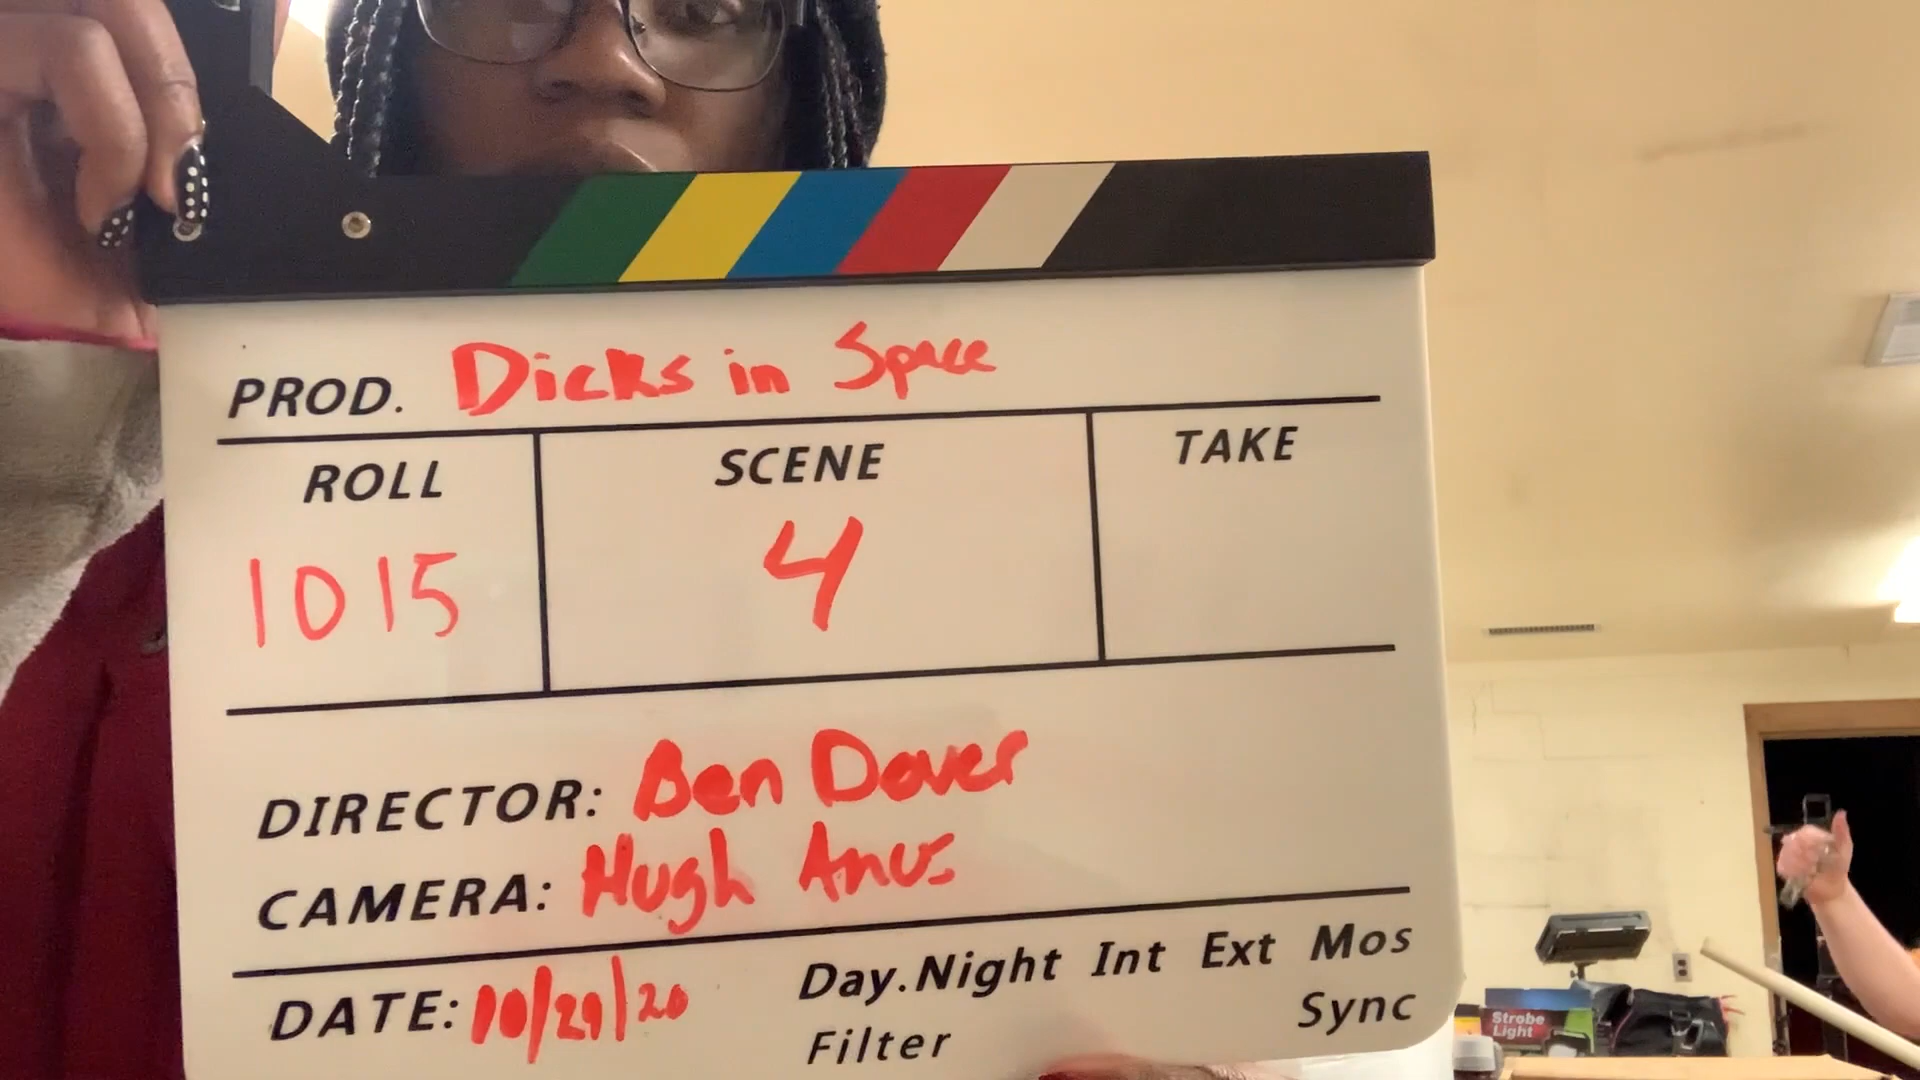 PROD. Dicks in Space
ROLL SCENE TAKE
1015 4
DIRECTOR: Ben Dover
CAMERA: Hugh Anus
DATE: 10/29/20 Day.Night Int Ext Mos
Filter Sync
Strobe
Light